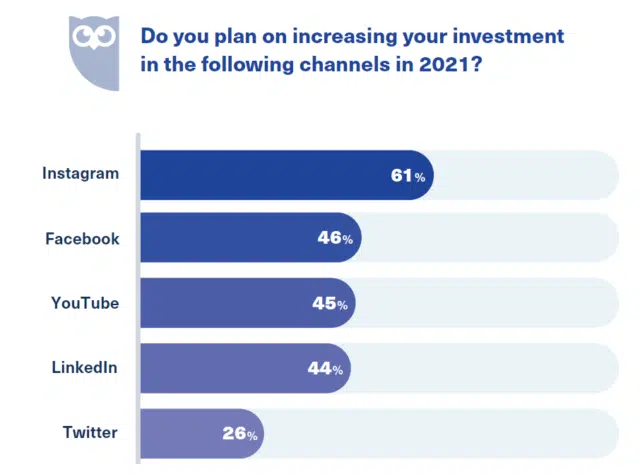 Do you plan on increasing your investment
in the following channels in 2021?
Instagram 61%
Facebook 46%
YouTube 45%
LinkedIn 44%
Twitter 26%